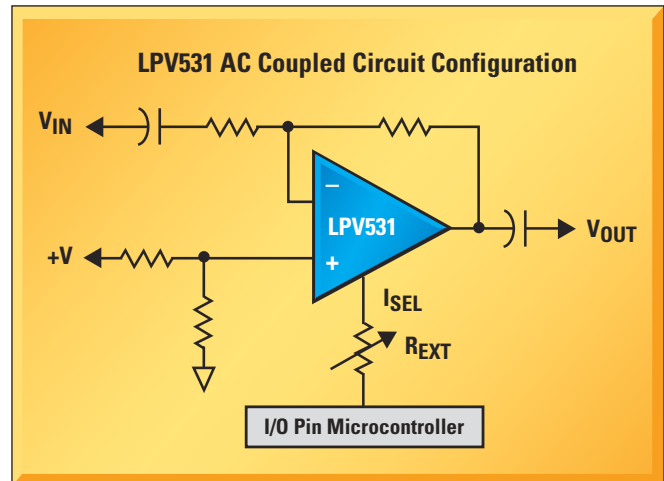 LPV531 AC Coupled Circuit Configuration
VIN
−
LPV531
VOUT
+V
+
ISEL
REXT
I/O Pin Microcontroller